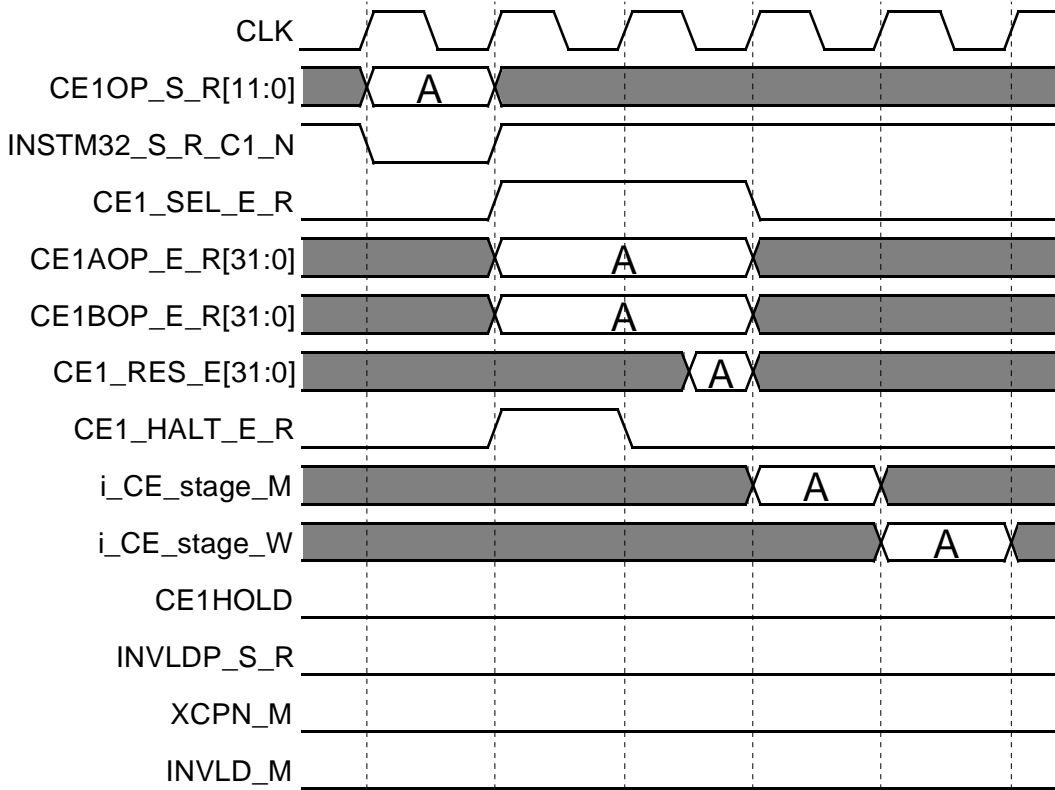 CLK
CE1OP_S_R[11:0] A
INSTM32_S_R_C1_N
CE1_SEL_E_R
CE1AOP_E_R[31:0] A
CE1BOP_E_R[31:0] A
CE1_RES_E[31:0] A
CE1_HALT_E_R
i_CE_stage_M A
i_CE_stage_W A
CE1HOLD
INVLDP_S_R
XCPN_M
INVLD_M